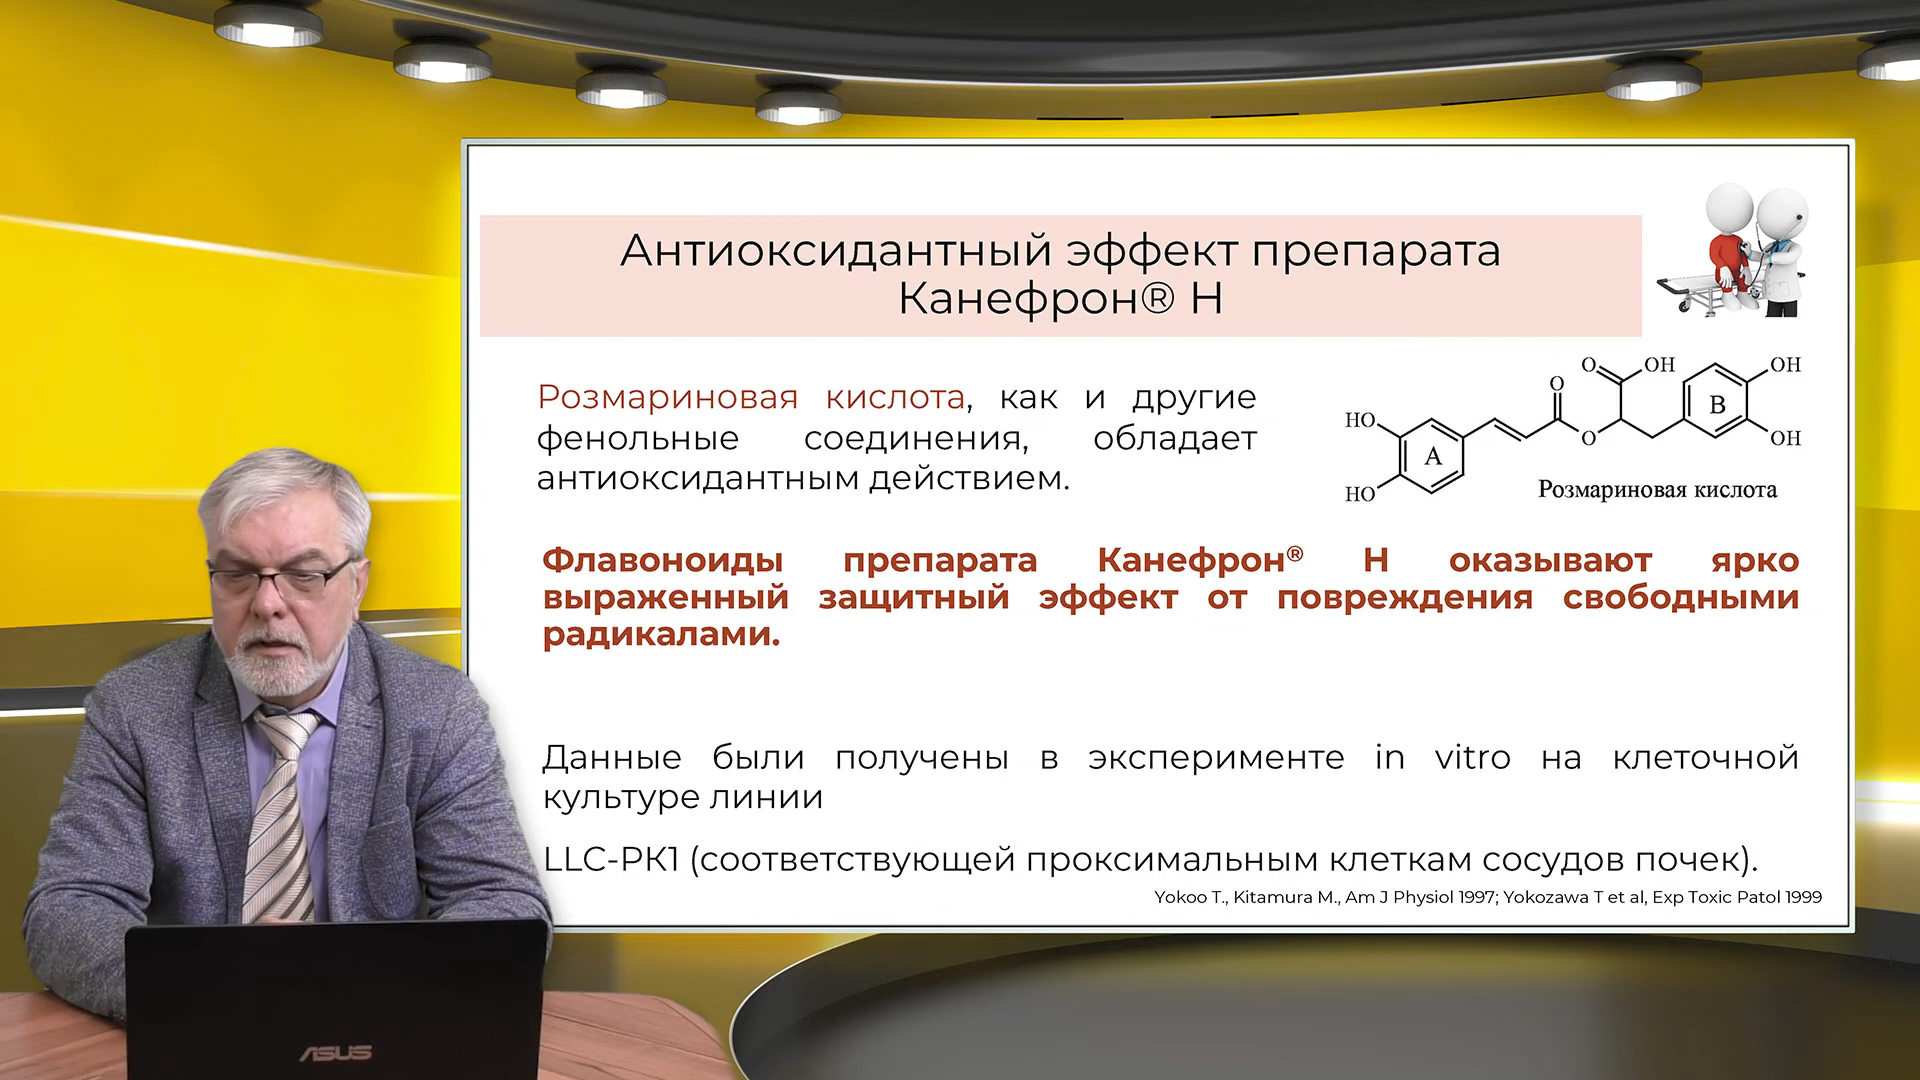 Антиоксидантный эффект препарата
Канефрон® Н
Розмариновая кислота, как и другие
фенольные соединения, обладает
антиоксидантным действием.
O
OH
OH
O
HO
A
O
B
OH
HO
Розмариновая кислота
Флавоноиды препарата Канефрон® Н оказывают ярко
выраженный защитный эффект от повреждения свободными
радикалами.
Данные были получены в эксперименте in vitro на клеточной
культуре линии
LLC-PK1 (соответствующей проксимальным клеткам сосудов почек).
Yokoo T., Kitamura M., Am J Physiol 1997; Yokozawa T et al, Exp Toxic Patol 1999
ASUS